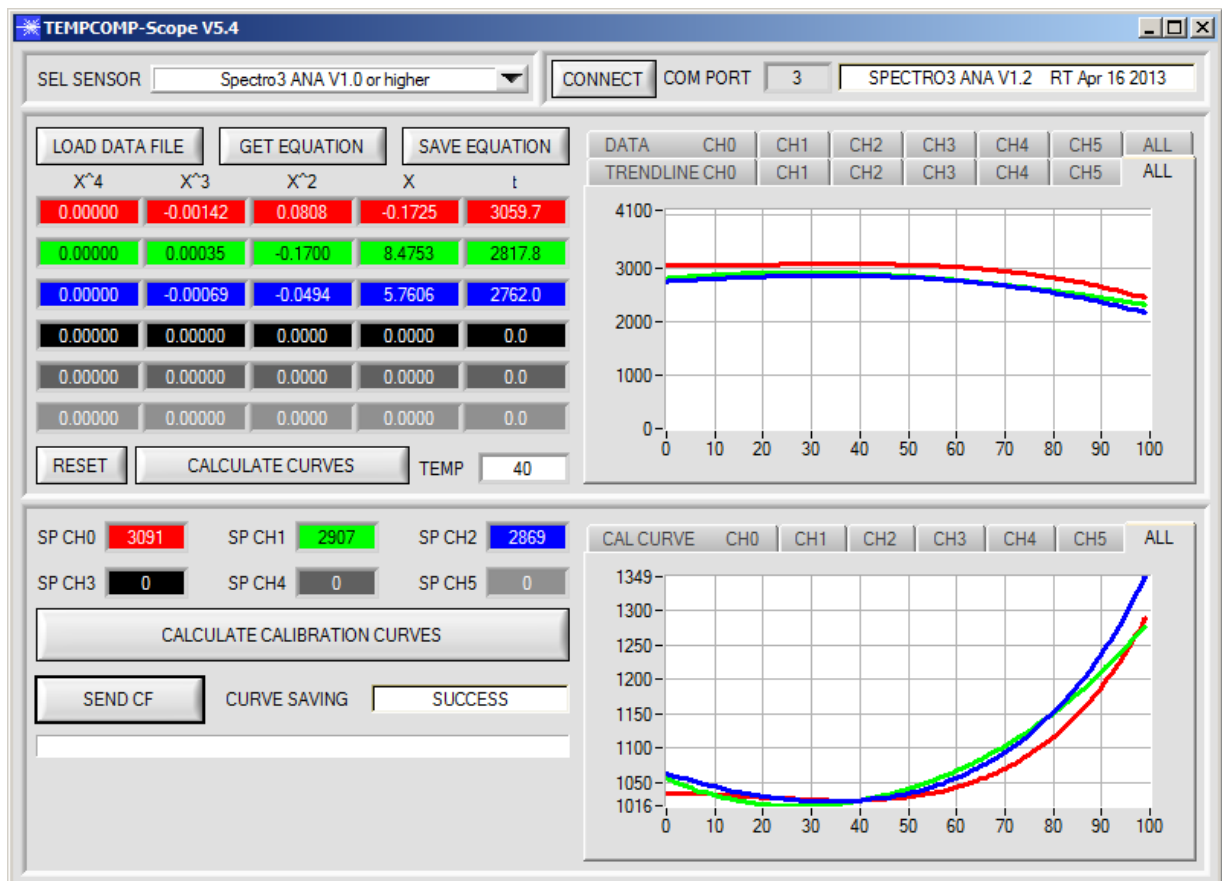 TEMPCOMP-Scope V5.4
SEL SENSOR Spectro3 ANA V1.0 or higher CONNECT COM PORT 3 SPECTRO3 ANA V1.2 RT Apr 16 2013
LOAD DATA FILE GET EQUATION SAVE EQUATION
X^4 X^3 X^2 X t
0.00000 -0.00142 0.0808 -0.1725 3059.7
0.00000 0.00035 -0.1700 8.4753 2817.8
0.00000 -0.00069 -0.0494 5.7606 2762.0
0.00000 0.00000 0.0000 0.0000 0.0
0.00000 0.00000 0.0000 0.0000 0.0
0.00000 0.00000 0.0000 0.0000 0.0
RESET CALCULATE CURVES TEMP 40
DATA CH0 CH1 CH2 CH3 CH4 CH5 ALL
TRENDLINE CH0 CH1 CH2 CH3 CH4 CH5 ALL
4100
3000
2000
1000
0
0 10 20 30 40 50 60 70 80 90 100
SP CH0 3091 SP CH1 2907 SP CH2 2869
SP CH3 0 SP CH4 0 SP CH5 0
CALCULATE CALIBRATION CURVES
SEND CF CURVE SAVING SUCCESS
CAL CURVE CH0 CH1 CH2 CH3 CH4 CH5 ALL
1349
1300
1250
1200
1150
1100
1050
1016
0 10 20 30 40 50 60 70 80 90 100